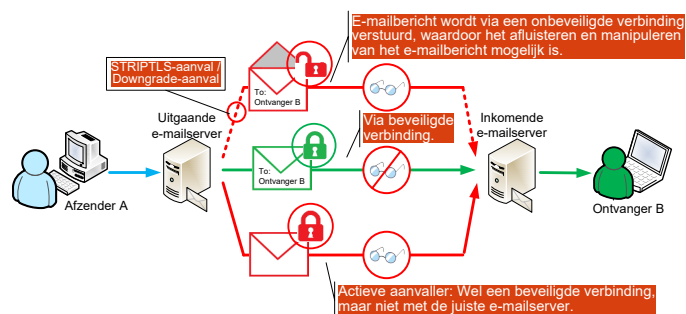 E-mailbericht wordt via een onbeveiligde verbinding
verstuurd, waardoor het afluisteren en manipuleren
van het e-mailbericht mogelijk is.
STRIPTLS-aanval /
Downgrade-aanval
To:
Ontvanger B
Uitgaande
e-mailserver
Via beveiligde
verbinding.
Inkomende
e-mailserver
To:
Ontvanger B
Afzender A
Ontvanger B
Actieve aanvaller: Wel een beveiligde verbinding,
maar niet met de juiste e-mailserver.